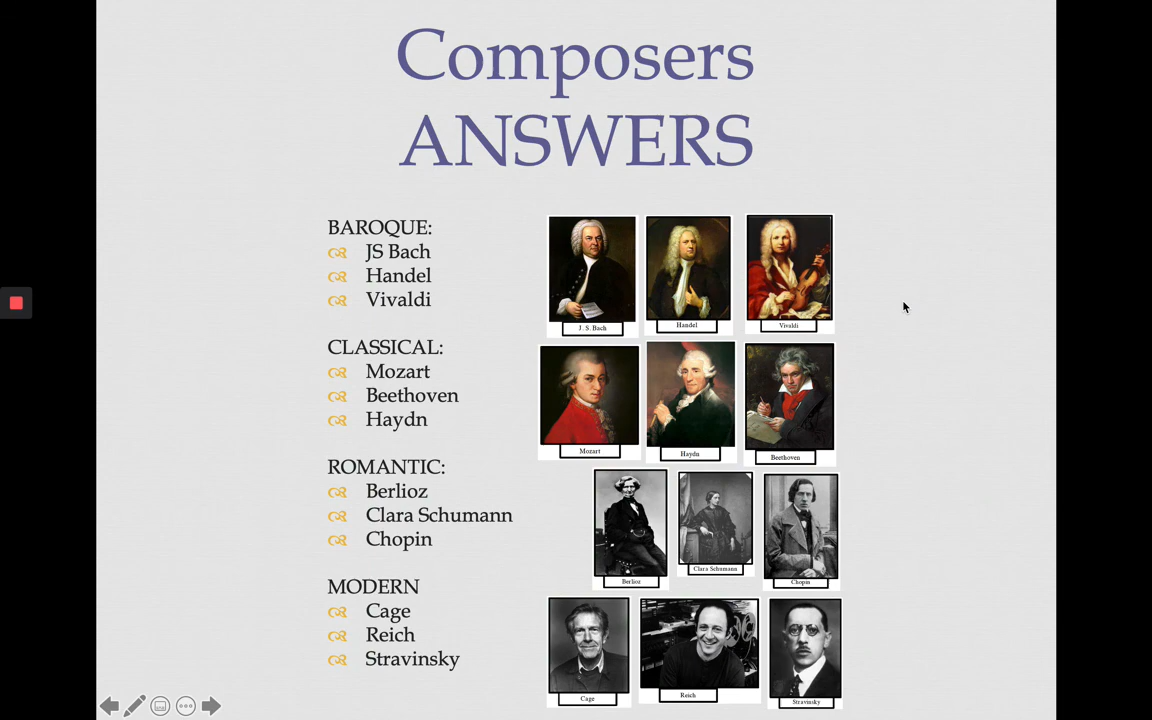 Composers
ANSWERS
BAROQUE:
JS Bach
Handel
Vivaldi
CLASSICAL:
Mozart
Beethoven
Haydn
ROMANTIC:
Berlioz
Clara Schumann
Chopin
MODERN
Cage
Reich
Stravinsky
J. S. Bach
Handel
Vivaldi
Mozart
Haydn
Beethoven
Berlioz
Clara Schumann
Chopin
Cage
Reich
Stravinsky